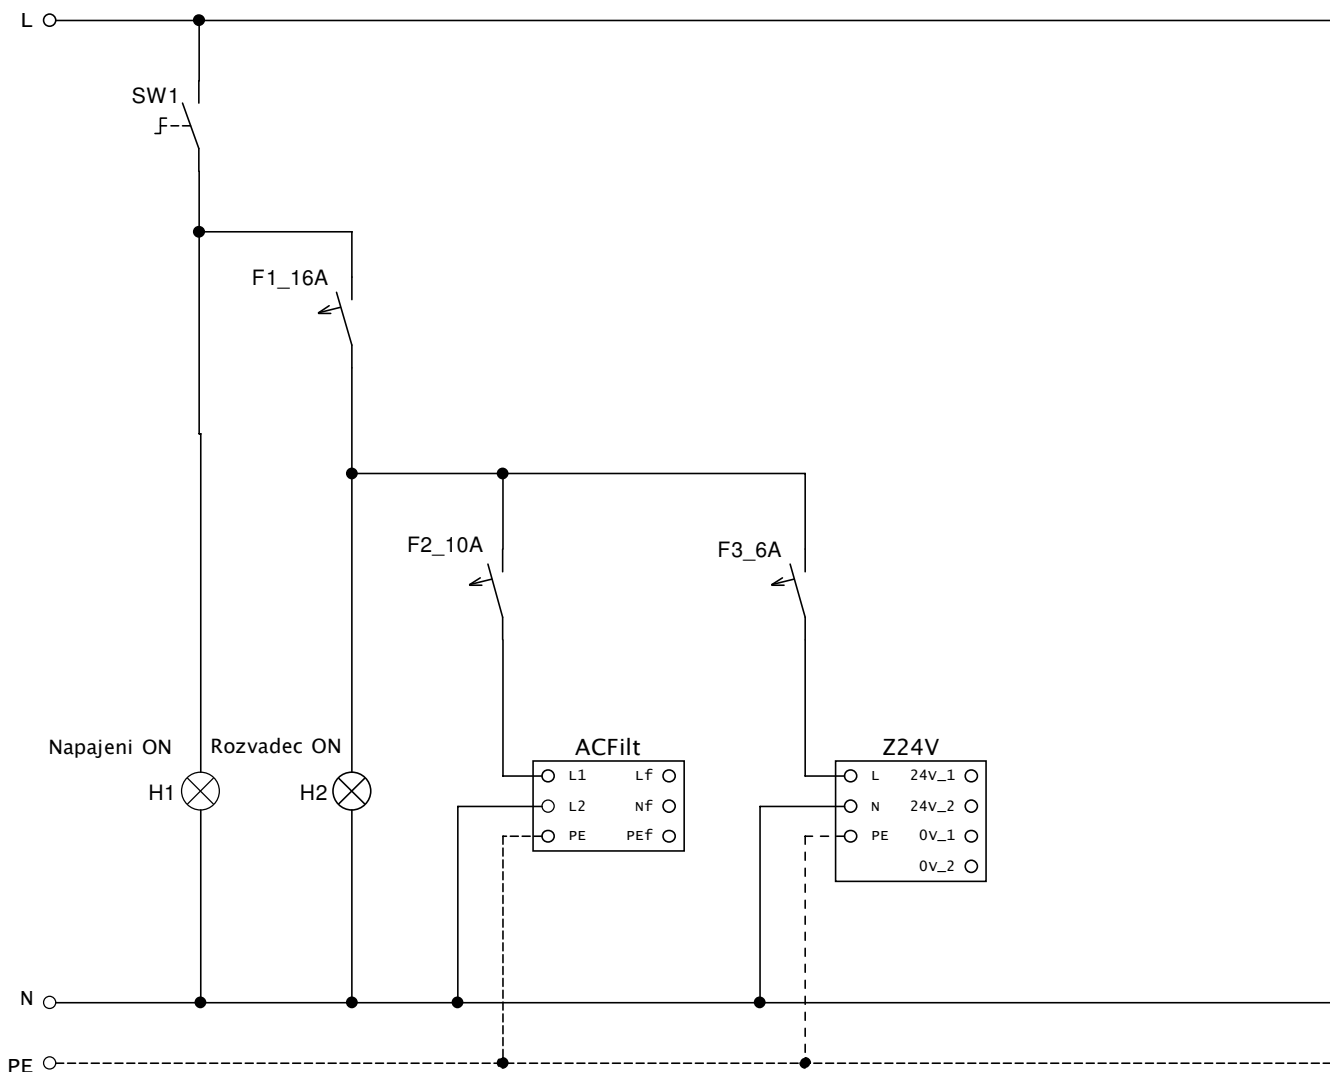 L
SW1
F1_16A
F2_10A
F3_6A
Napajeni ON
Rozvadec ON
H1
H2
ACFilt
L1 Lf
L2 Nf
PE PEf
Z24V
L 24v_1
N 24v_2
PE 0v_1
0v_2
N
PE